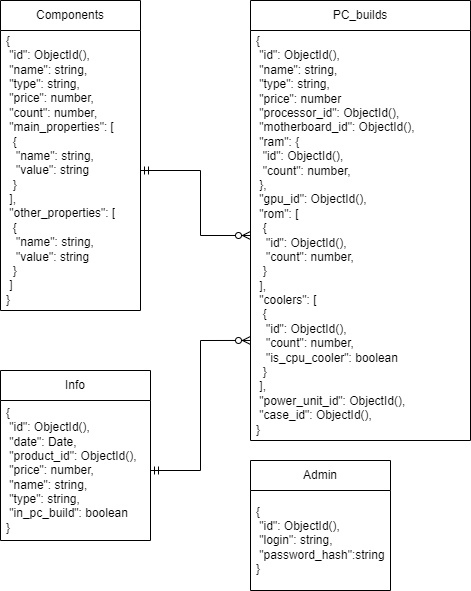 Components
{
"id": ObjectId(),
"name": string,
"type": string,
"price": number,
"count": number,
"main_properties": [
{
"name": string,
"value": string
}
],
"other_properties": [
{
"name": string,
"value": string
}
]
}
PC_builds
{
"id": ObjectId(),
"name": string,
"type": string,
"price": number
"processor_id": ObjectId(),
"motherboard_id": ObjectId(),
"ram": {
"id": ObjectId(),
"count": number,
},
"gpu_id": ObjectId(),
"rom": [
{
"id": ObjectId(),
"count": number,
}
],
"coolers": [
{
"id": ObjectId(),
"count": number,
"is_cpu_cooler": boolean
}
],
"power_unit_id": ObjectId(),
"case_id": ObjectId(),
}
Info
{
"id": ObjectId(),
"date": Date,
"product_id": ObjectId(),
"price": number,
"name": string,
"type": string,
"in_pc_build": boolean
}
Admin
{
"id": ObjectId(),
"login": string,
"password_hash":string
}